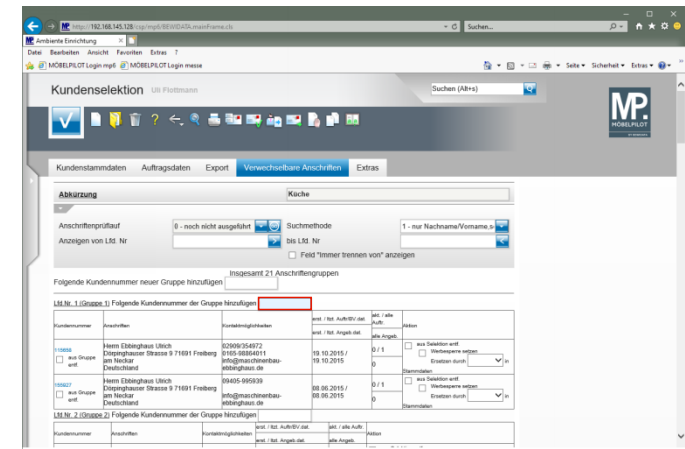 http://192.168.145.128/csp/mp6/BEWIDATA.mainFrame.cls
Suchen...
Ambiente Einrichtung
Datei Bearbeiten Ansicht Favoriten Extras ?
MÖBELPILOT Login mp6 MÖBELPILOT Login messe
Seite Sicherheit Extras
Kundenselektion Uli Flottmann
Suchen (Alt+s)
MP.
MÖBELPILOT
Kundenstammdaten Auftragsdaten Export Verwechselbare Anschriften Extras
Abkürzung Küche
Anschriftenprüflauf 0 - noch nicht ausgeführt Suchmethode 1 - nur Nachname/Vorname,s
Anzeigen von Lfd. Nr bis Lfd. Nr
Feld "Immer trennen von" anzeigen
Insgesamt 21 Anschriftengruppen
Folgende Kundennummer neuer Gruppe hinzufügen
Lfd.Nr. 1 (Gruppe 1) Folgende Kundennummer der Gruppe hinzufügen
Kundennummer Anschriften Kontaktmöglichkeiten erst. / ltzt. Auftr/BV dat. akt. / alle Auftr. Aktion
erst. / ltzt. Angeb.dat. alle Angeb.
115658 Herrn Ebbinghaus Ulrich 02909/354972
aus Gruppe entf. Dörpinghauser Strasse 9 71691 Freiberg 0165-98864011 19.10.2015 / 0 / 1 aus Selektion entf.
am Neckar info@maschinenbau- 19.10.2015 Werbesperre setzen
Deutschland ebbinghaus.de 0 Ersetzen durch in
Stammdaten
Herrn Ebbinghaus Ulrich 09405-995939
aus Gruppe entf. Dörpinghauser Strasse 9 71691 Freiberg 08.06.2015 / 0 / 1 aus Selektion entf.
am Neckar info@maschinenbau- 08.06.2015 Werbesperre setzen
Deutschland ebbinghaus.de 0 Ersetzen durch in
Stammdaten
Lfd.Nr. 2 (Gruppe 2) Folgende Kundennummer der Gruppe hinzufügen
Kundennummer Anschriften Kontaktmöglichkeiten erst. / ltzt. Auftr/BV dat. akt. / alle Auftr. Aktion
erst. / ltzt. Angeb.dat. alle Angeb.